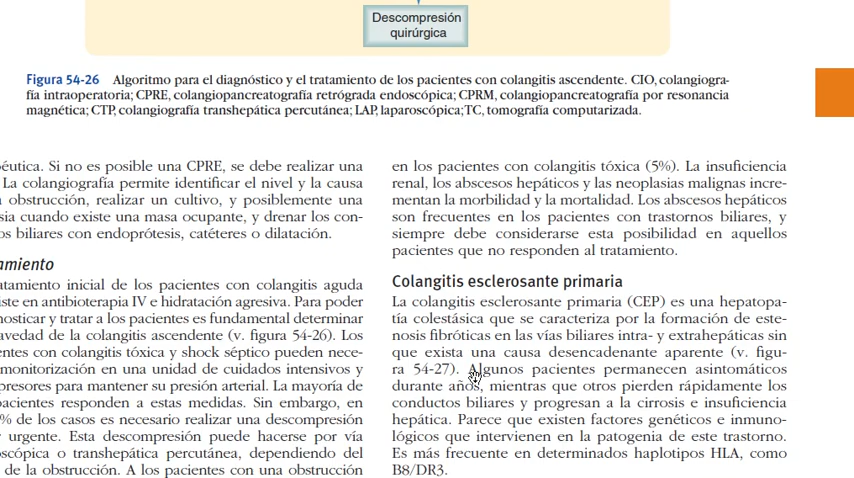 Descompresión
quirúrgica
Figura 54-26 Algoritmo para el diagnóstico y el tratamiento de los pacientes con colangitis ascendente. CIO, colangiogra-
fía intraoperatoria; CPRE, colangiopancreatografía retrógrada endoscópica; CPRM, colangiopancreatografía por resonancia
magnética; CTP, colangiografía transhepática percutánea; LAP, laparoscópica; TC, tomografía computarizada.
éutica. Si no es posible una CPRE, se debe realizar una
La colangiografía permite identificar el nivel y la causa
obstrucción, realizar un cultivo, y posiblemente una
sia cuando existe una masa ocupante, y drenar los con-
os biliares con endoprótesis, catéteres o dilatación.
amiento
atamiento inicial de los pacientes con colangitis aguda
iste en antibioterapia IV e hidratación agresiva. Para poder
nosticar y tratar a los pacientes es fundamental determinar
avedad de la colangitis ascendente (v. figura 54-26). Los
entes con colangitis tóxica y shock séptico pueden nece-
monitorización en una unidad de cuidados intensivos y
presores para mantener su presión arterial. La mayoría de
pacientes responden a estas medidas. Sin embargo, en
% de los casos es necesario realizar una descompresión
r urgente. Esta descompresión puede hacerse por vía
oscópica o transhepática percutánea, dependiendo del
de la obstrucción. A los pacientes con una obstrucción
en los pacientes con colangitis tóxica (5%). La insuficiencia
renal, los abscesos hepáticos y las neoplasias malignas incre-
mentan la morbilidad y la mortalidad. Los abscesos hepáticos
son frecuentes en los pacientes con trastornos biliares, y
siempre debe considerarse esta posibilidad en aquellos
pacientes que no responden al tratamiento.
Colangitis esclerosante primaria
La colangitis esclerosante primaria (CEP) es una hepatopa-
tía colestásica que se caracteriza por la formación de este-
nosis fibróticas en las vías biliares intra- y extrahepáticas sin
que exista una causa desencadenante aparente (v. figu-
ra 54-27). Algunos pacientes permanecen asintomáticos
durante años, mientras que otros pierden rápidamente los
conductos biliares y progresan a la cirrosis e insuficiencia
hepática. Parece que existen factores genéticos e inmuno-
lógicos que intervienen en la patogenia de este trastorno.
Es más frecuente en determinados haplotipos HLA, como
B8/DR3.